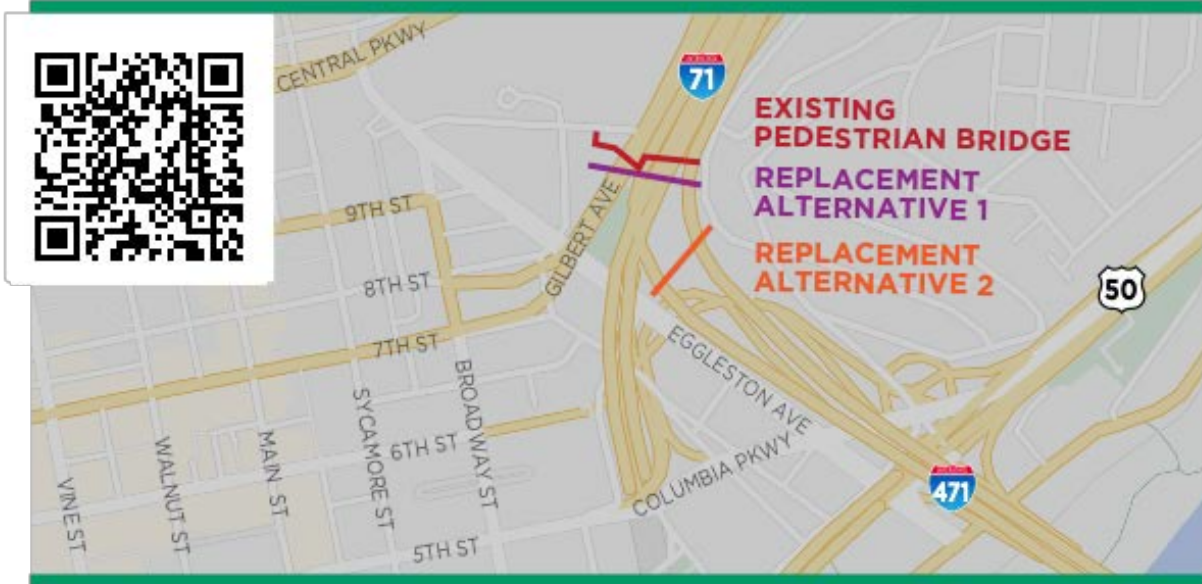 CENTRAL PKWY
71
EXISTING
PEDESTRIAN BRIDGE
REPLACEMENT
ALTERNATIVE 1
REPLACEMENT
ALTERNATIVE 2
9TH ST
GILBERT AVE
8TH ST
50
7TH ST
EGGLESTON AVE
BROADWAY ST
SYCAMORE ST
MAIN ST
6TH ST
WALNUT ST
COLUMBIA PKWY
471
VINE ST
5TH ST